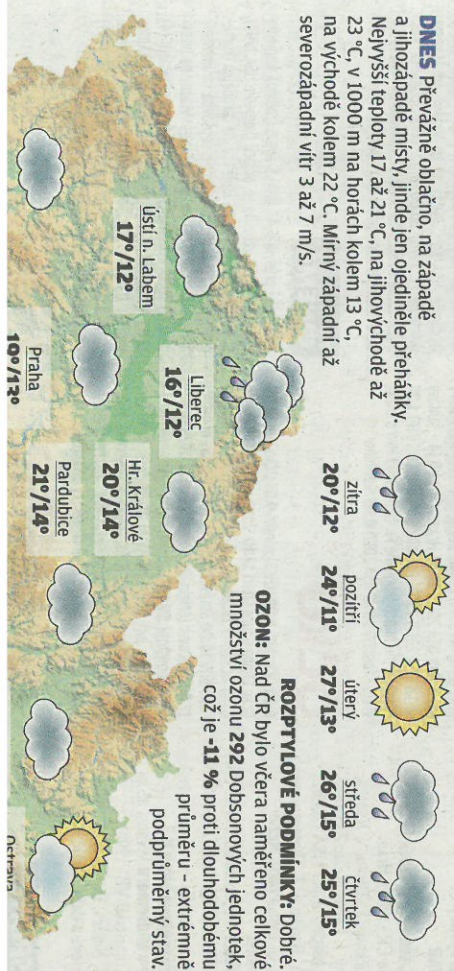 DNES Převážně oblačno, na západě
a jihozápadě místy, jinde jen ojediněle přeháňky.
Nejvyšší teploty 17 až 21 °C, na jihovýchodě až
23 °C, v 1000 m na horách kolem 13 °C,
na východě kolem 22 °C. Mírný západní až
severozápadní vítr 3 až 7 m/s.
zítra
20°/12°
pozítří
24°/11°
úterý
27°/13°
středa
26°/15°
čtvrtek
25°/15°
ROZPTYLOVÉ PODMÍNKY: Dobré.
OZON: Nad ČR bylo včera naměřeno celkové
množství ozonu 292 Dobsonových jednotek,
což je -11 % proti dlouhodobému
průměru – extrémně
podprůměrný stav.
Liberec
16°/12°
Ústí n. Labem
17°/12°
Hr. Králové
20°/14°
Praha
19°/13°
Pardubice
21°/14°
Ostrava